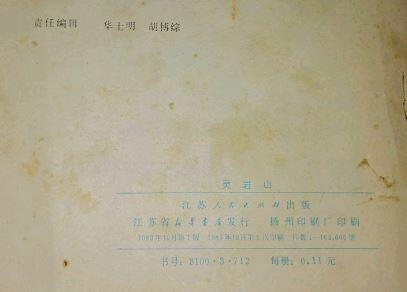 责任编辑 华士明 胡博综
灵岩山
江苏人民出版社出版
江苏省新华书店发行 扬州印刷厂印刷
书号：8100·3·712 每册：0.11元